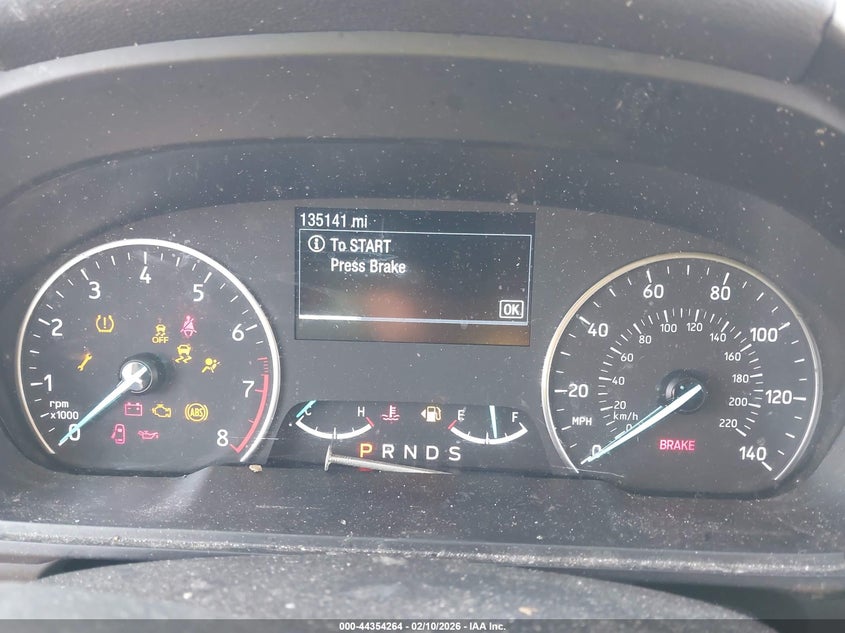 135141 mi
i To START
Press Brake
OK
0
1
2
3
4
5
6
7
8
rpm
x1000
OFF
ABS
C H
E F
P R N D S
0
20
40
60
80
100
120
140
MPH
0
20
40
60
80
100
120
140
160
180
200
220
km/h
BRAKE
000-44354264 - 02/10/2026 - IAA Inc.